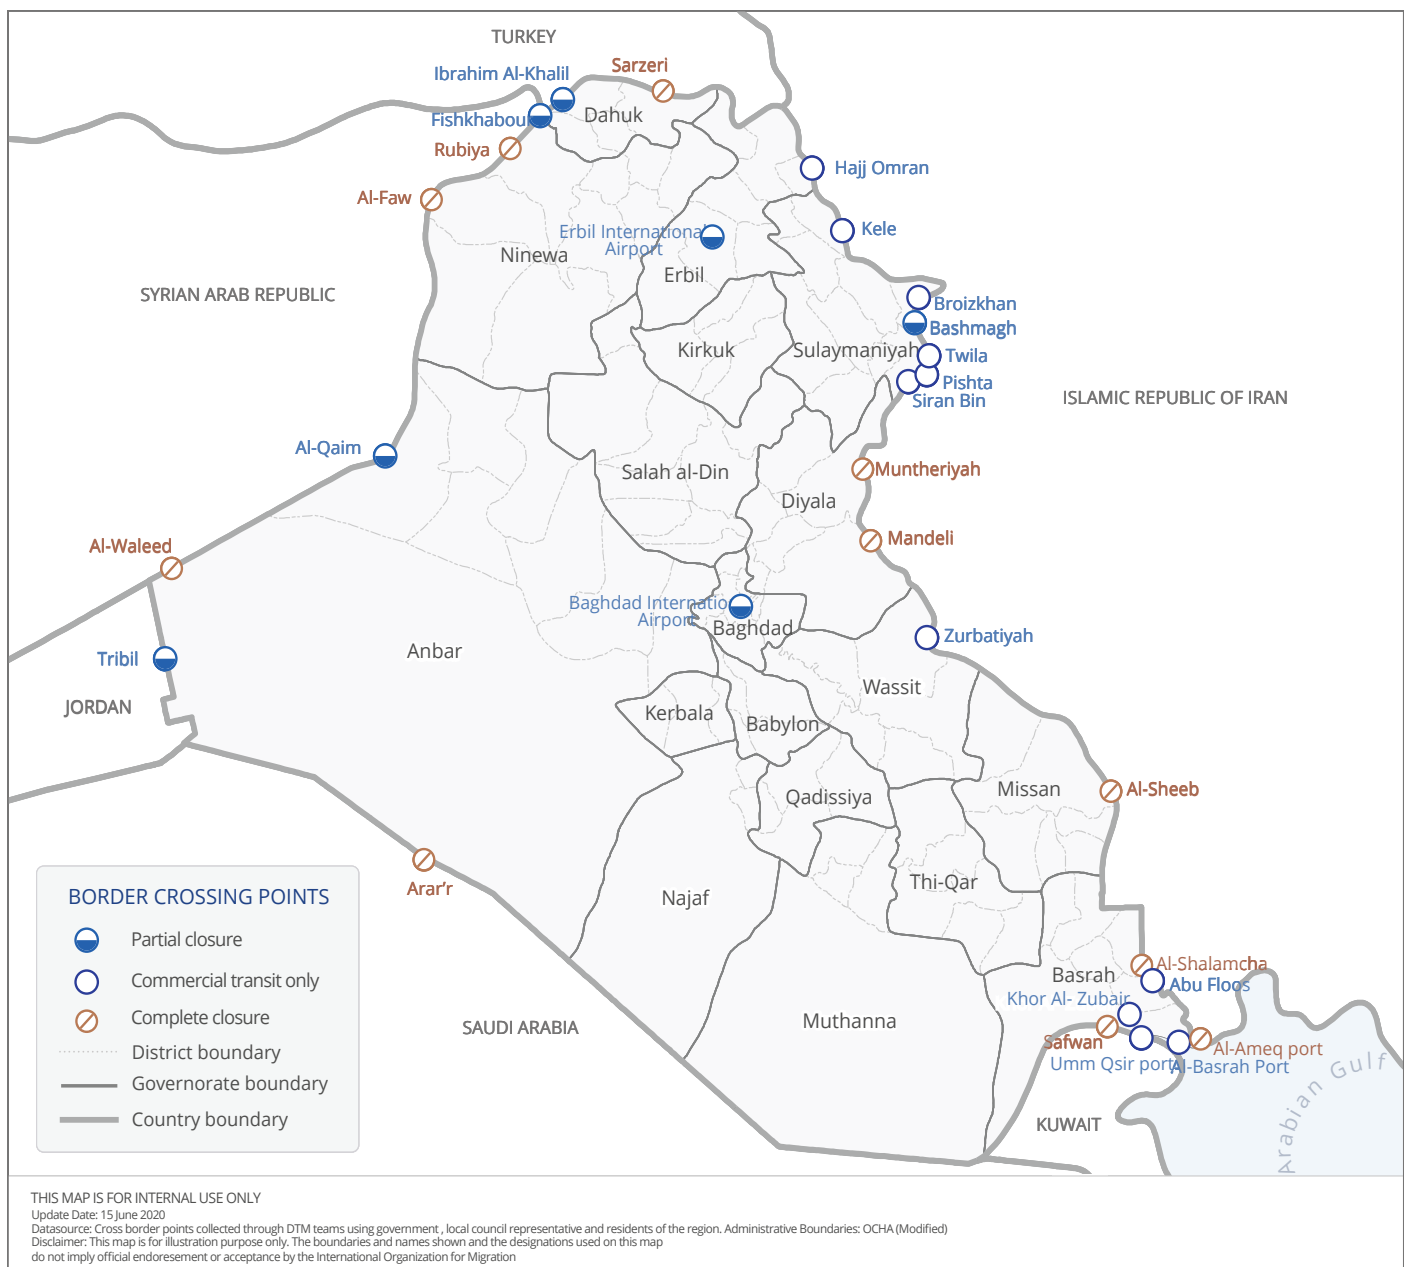 TURKEY
Ibrahim Al-Khalil
Sarzeri
Fishkhabour
Dahuk
Rubiya
Hajj Omran
Al-Faw
Kele
Erbil International
Airport
Ninewa
Erbil
SYRIAN ARAB REPUBLIC
Broizkhan
Bashmagh
Kirkuk
Sulaymaniyah
Twila
Pishta
Siran Bin
ISLAMIC REPUBLIC OF IRAN
Al-Qaim
Salah al-Din
Muntheriyah
Diyala
Al-Waleed
Mandeli
Baghdad Internatio
Airport
Baghdad
Zurbatiyah
Tribil
Anbar
Wassit
JORDAN
Kerbala
Babylon
Qadissiya
Missan
Al-Sheeb
Arar’r
Najaf
Thi-Qar
Al-Shalamcha
Basrah
Abu Floos
Khor Al- Zubair
SAUDI ARABIA
Muthanna
Safwan
Al-Ameq port
Umm Qsir port
Al-Basrah Port
KUWAIT
Arabian Gulf
BORDER CROSSING POINTS
Partial closure
Commercial transit only
Complete closure
District boundary
Governorate boundary
Country boundary
THIS MAP IS FOR INTERNAL USE ONLY
Update Date: 15 June 2020
Datasource: Cross border points collected through DTM teams using government , local council representative and residents of the region. Administrative Boundaries: OCHA (Modified)
Disclaimer: This map is for illustration purpose only. The boundaries and names shown and the designations used on this map
do not imply official endoresement or acceptance by the International Organization for Migration